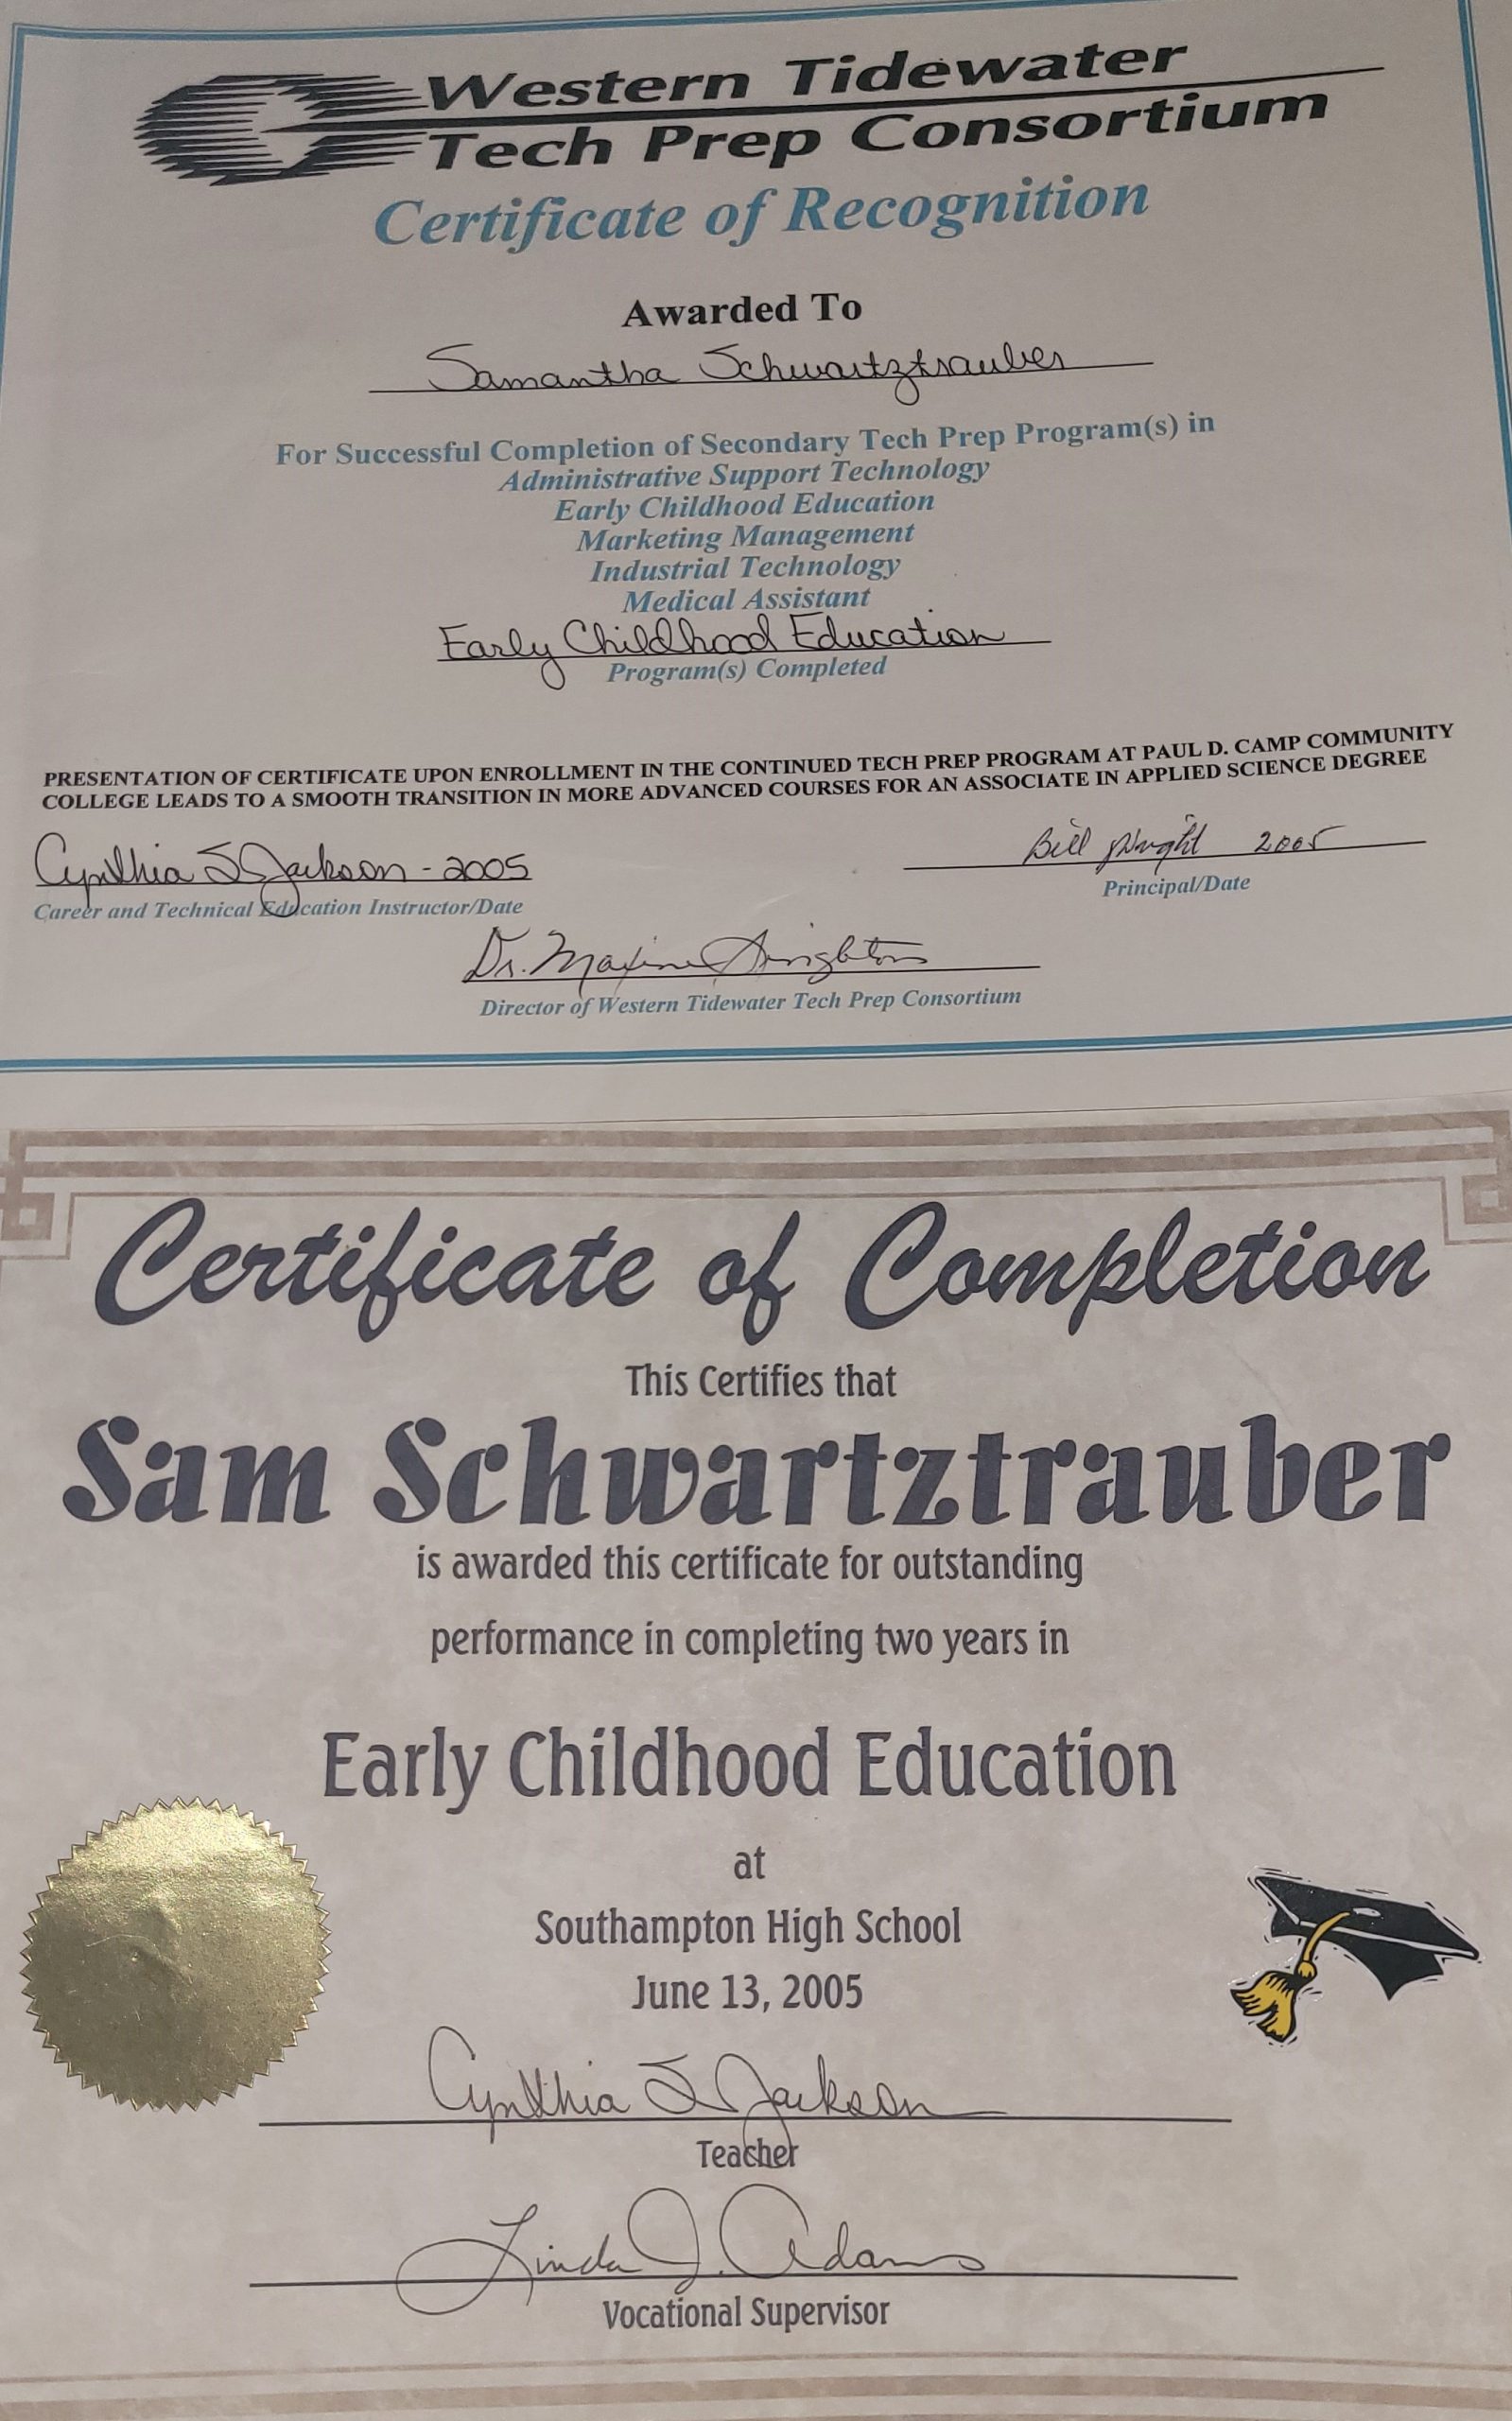 Western Tidewater
Tech Prep Consortium
Certificate of Recognition
Awarded To
Samantha Schwartztrauber
For Successful Completion of Secondary Tech Prep Program(s) in
Administrative Support Technology
Early Childhood Education
Marketing Management
Industrial Technology
Medical Assistant
Early Childhood Education
Program(s) Completed
PRESENTATION OF CERTIFICATE UPON ENROLLMENT IN THE CONTINUED TECH PREP PROGRAM AT PAUL D. CAMP COMMUNITY
COLLEGE LEADS TO A SMOOTH TRANSITION IN MORE ADVANCED COURSES FOR AN ASSOCIATE IN APPLIED SCIENCE DEGREE
Cynthia S Jackson - 2005
Career and Technical Education Instructor/Date
Bill Wright 2005
Principal/Date
Dr. Maxine Singleton
Director of Western Tidewater Tech Prep Consortium
Certificate of Completion
This Certifies that
Sam Schwartztrauber
is awarded this certificate for outstanding
performance in completing two years in
Early Childhood Education
at
Southampton High School
June 13, 2005
Cynthia S Jackson
Teacher
Linda J. Adams
Vocational Supervisor